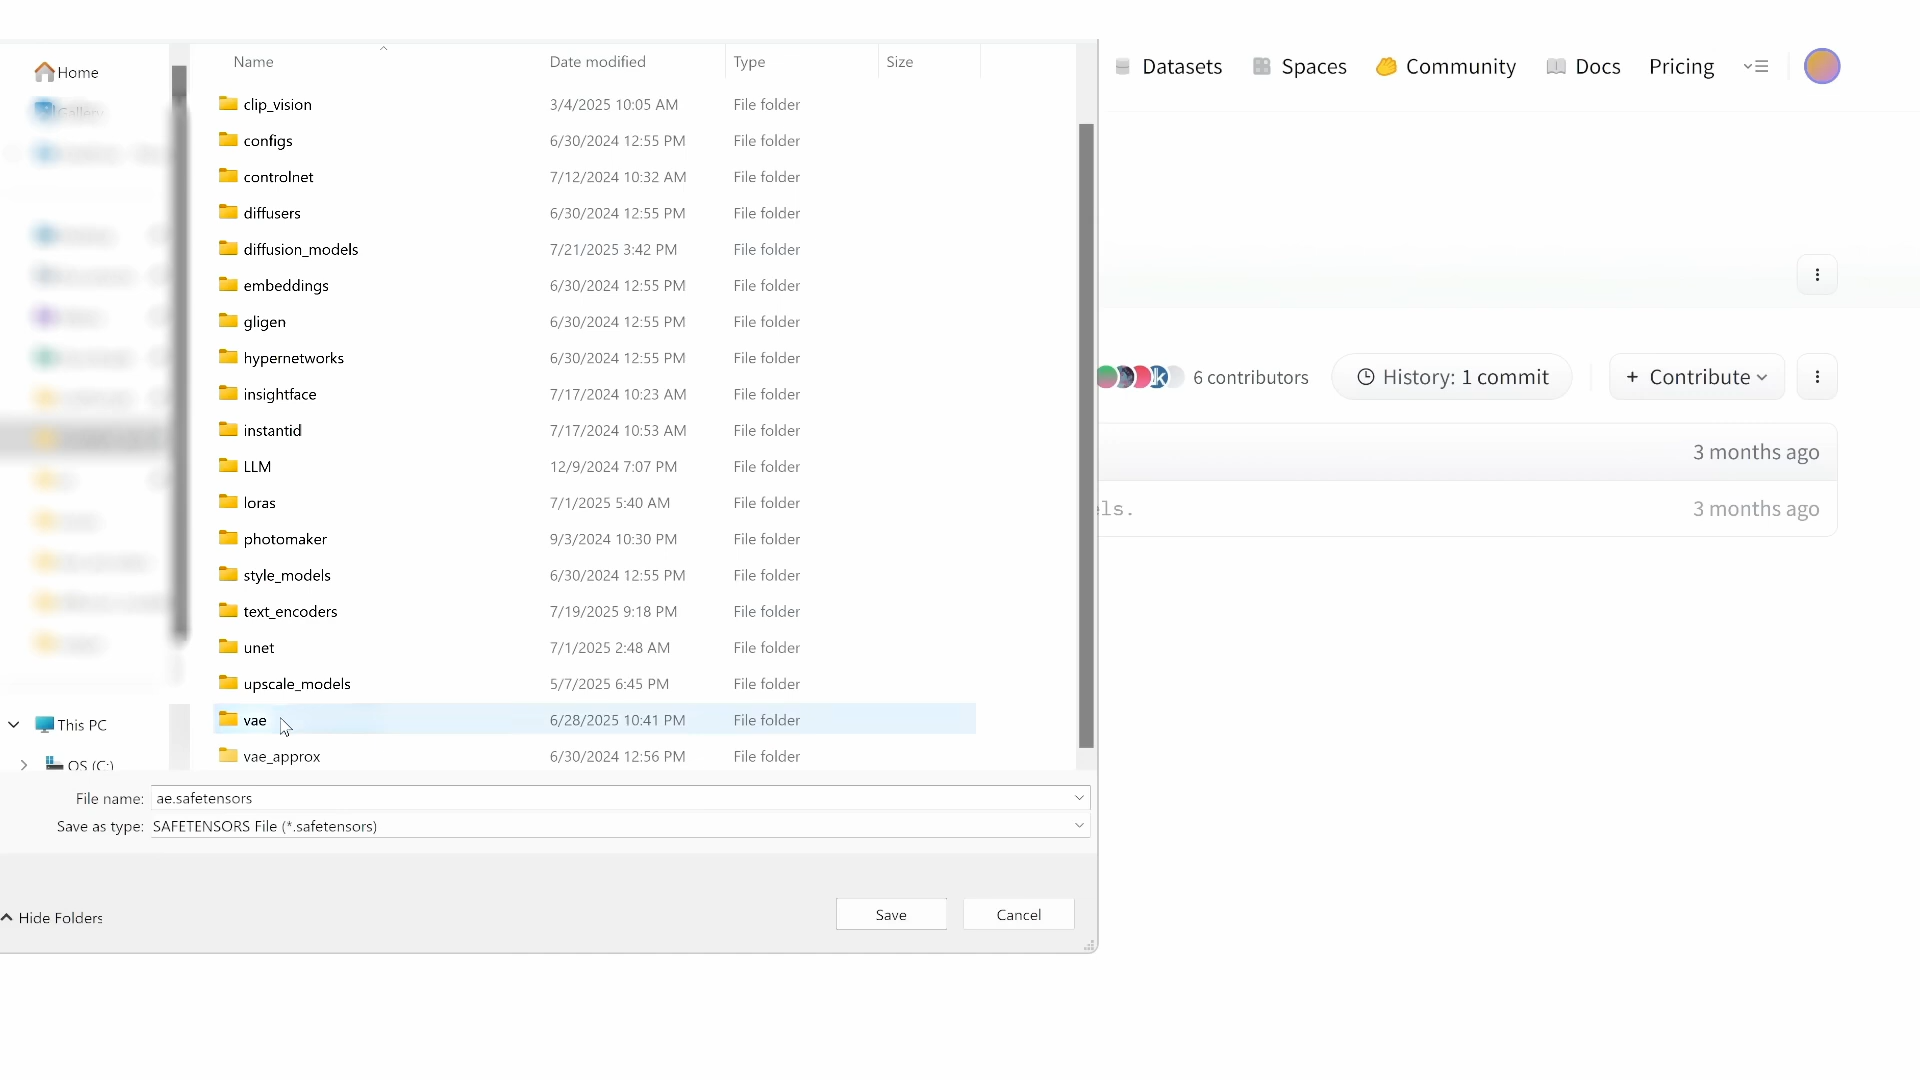 Home
Gallery
This PC
OS (C:)
Name Date modified Type Size
clip_vision 3/4/2025 10:05 AM File folder
configs 6/30/2024 12:55 PM File folder
controlnet 7/12/2024 10:32 AM File folder
diffusers 6/30/2024 12:55 PM File folder
diffusion_models 7/21/2025 3:42 PM File folder
embeddings 6/30/2024 12:55 PM File folder
gligen 6/30/2024 12:55 PM File folder
hypernetworks 6/30/2024 12:55 PM File folder
insightface 7/17/2024 10:23 AM File folder
instantid 7/17/2024 10:53 AM File folder
LLM 12/9/2024 7:07 PM File folder
loras 7/1/2025 5:40 AM File folder
photomaker 9/3/2024 10:30 PM File folder
style_models 6/30/2024 12:55 PM File folder
text_encoders 7/19/2025 9:18 PM File folder
unet 7/1/2025 2:48 AM File folder
upscale_models 5/7/2025 6:45 PM File folder
vae 6/28/2025 10:41 PM File folder
vae_approx 6/30/2024 12:56 PM File folder
File name: ae.safetensors
Save as type: SAFETENSORS File (*.safetensors)
Hide Folders Save Cancel
Datasets Spaces Community Docs Pricing
6 contributors History: 1 commit + Contribute
3 months ago
els. 3 months ago